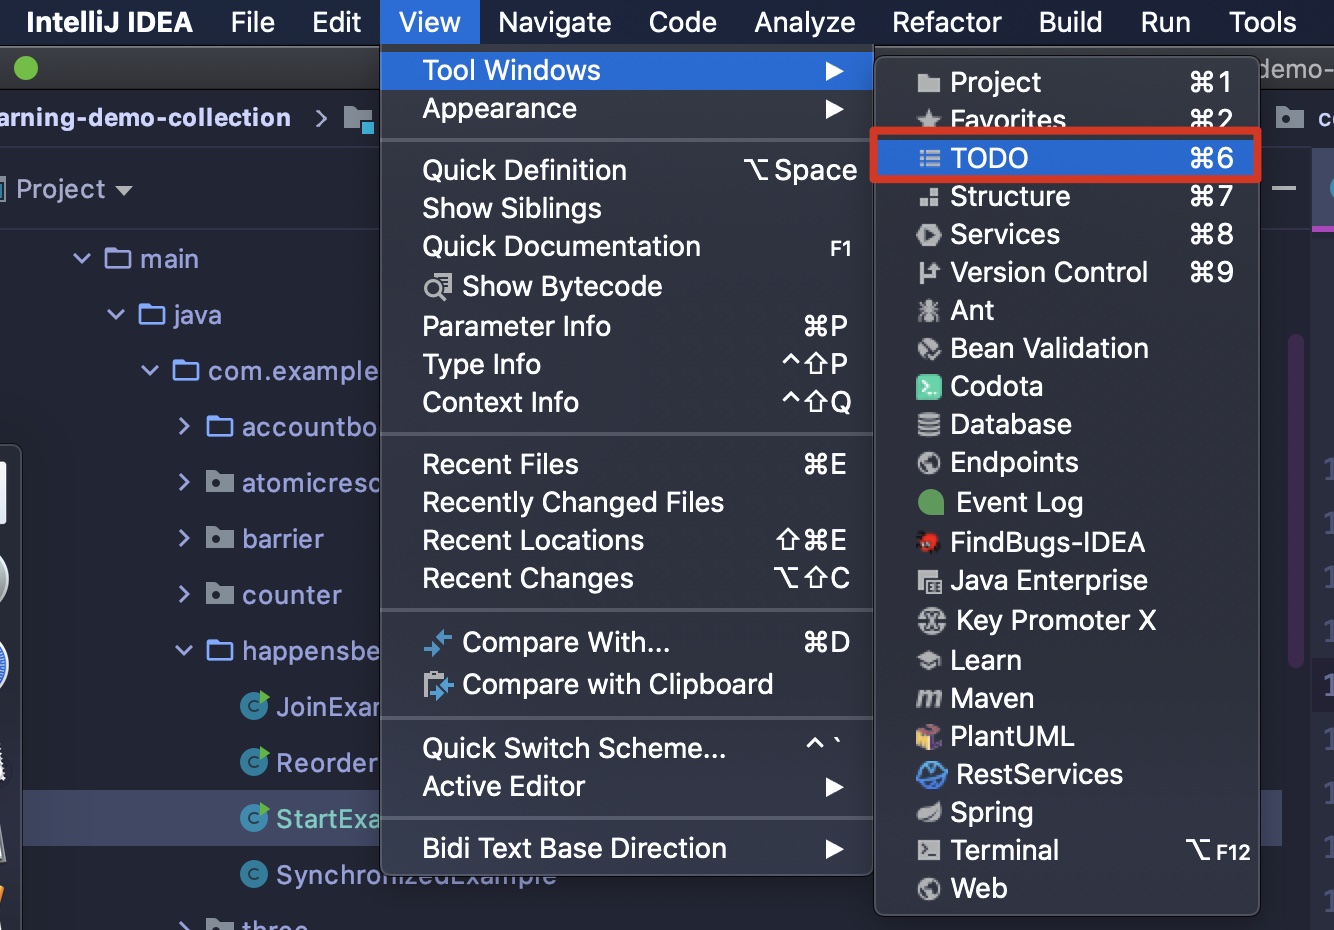 IntelliJ IDEA File Edit View Navigate Code Analyze Refactor Build Run Tools
demo-
arning-demo-collection
Project
main
java
com.example
accountbo
atomicresc
barrier
counter
happensbe
JoinExar
Reorder
StartExa
SynchronizedExample
three
Tool Windows
Appearance
Quick Definition ⌥Space
Show Siblings
Quick Documentation F1
Show Bytecode
Parameter Info ⌘P
Type Info ^⇧P
Context Info ^⇧Q
Recent Files ⌘E
Recently Changed Files
Recent Locations ⇧⌘E
Recent Changes ⌥⇧C
Compare With... ⌘D
Compare with Clipboard
Quick Switch Scheme... ^`
Active Editor
Bidi Text Base Direction
Project ⌘1
Favorites ⌘2
TODO ⌘6
Structure ⌘7
Services ⌘8
Version Control ⌘9
Ant
Bean Validation
Codota
Database
Endpoints
Event Log
FindBugs-IDEA
Java Enterprise
Key Promoter X
Learn
Maven
PlantUML
RestServices
Spring
Terminal ⌥F12
Web